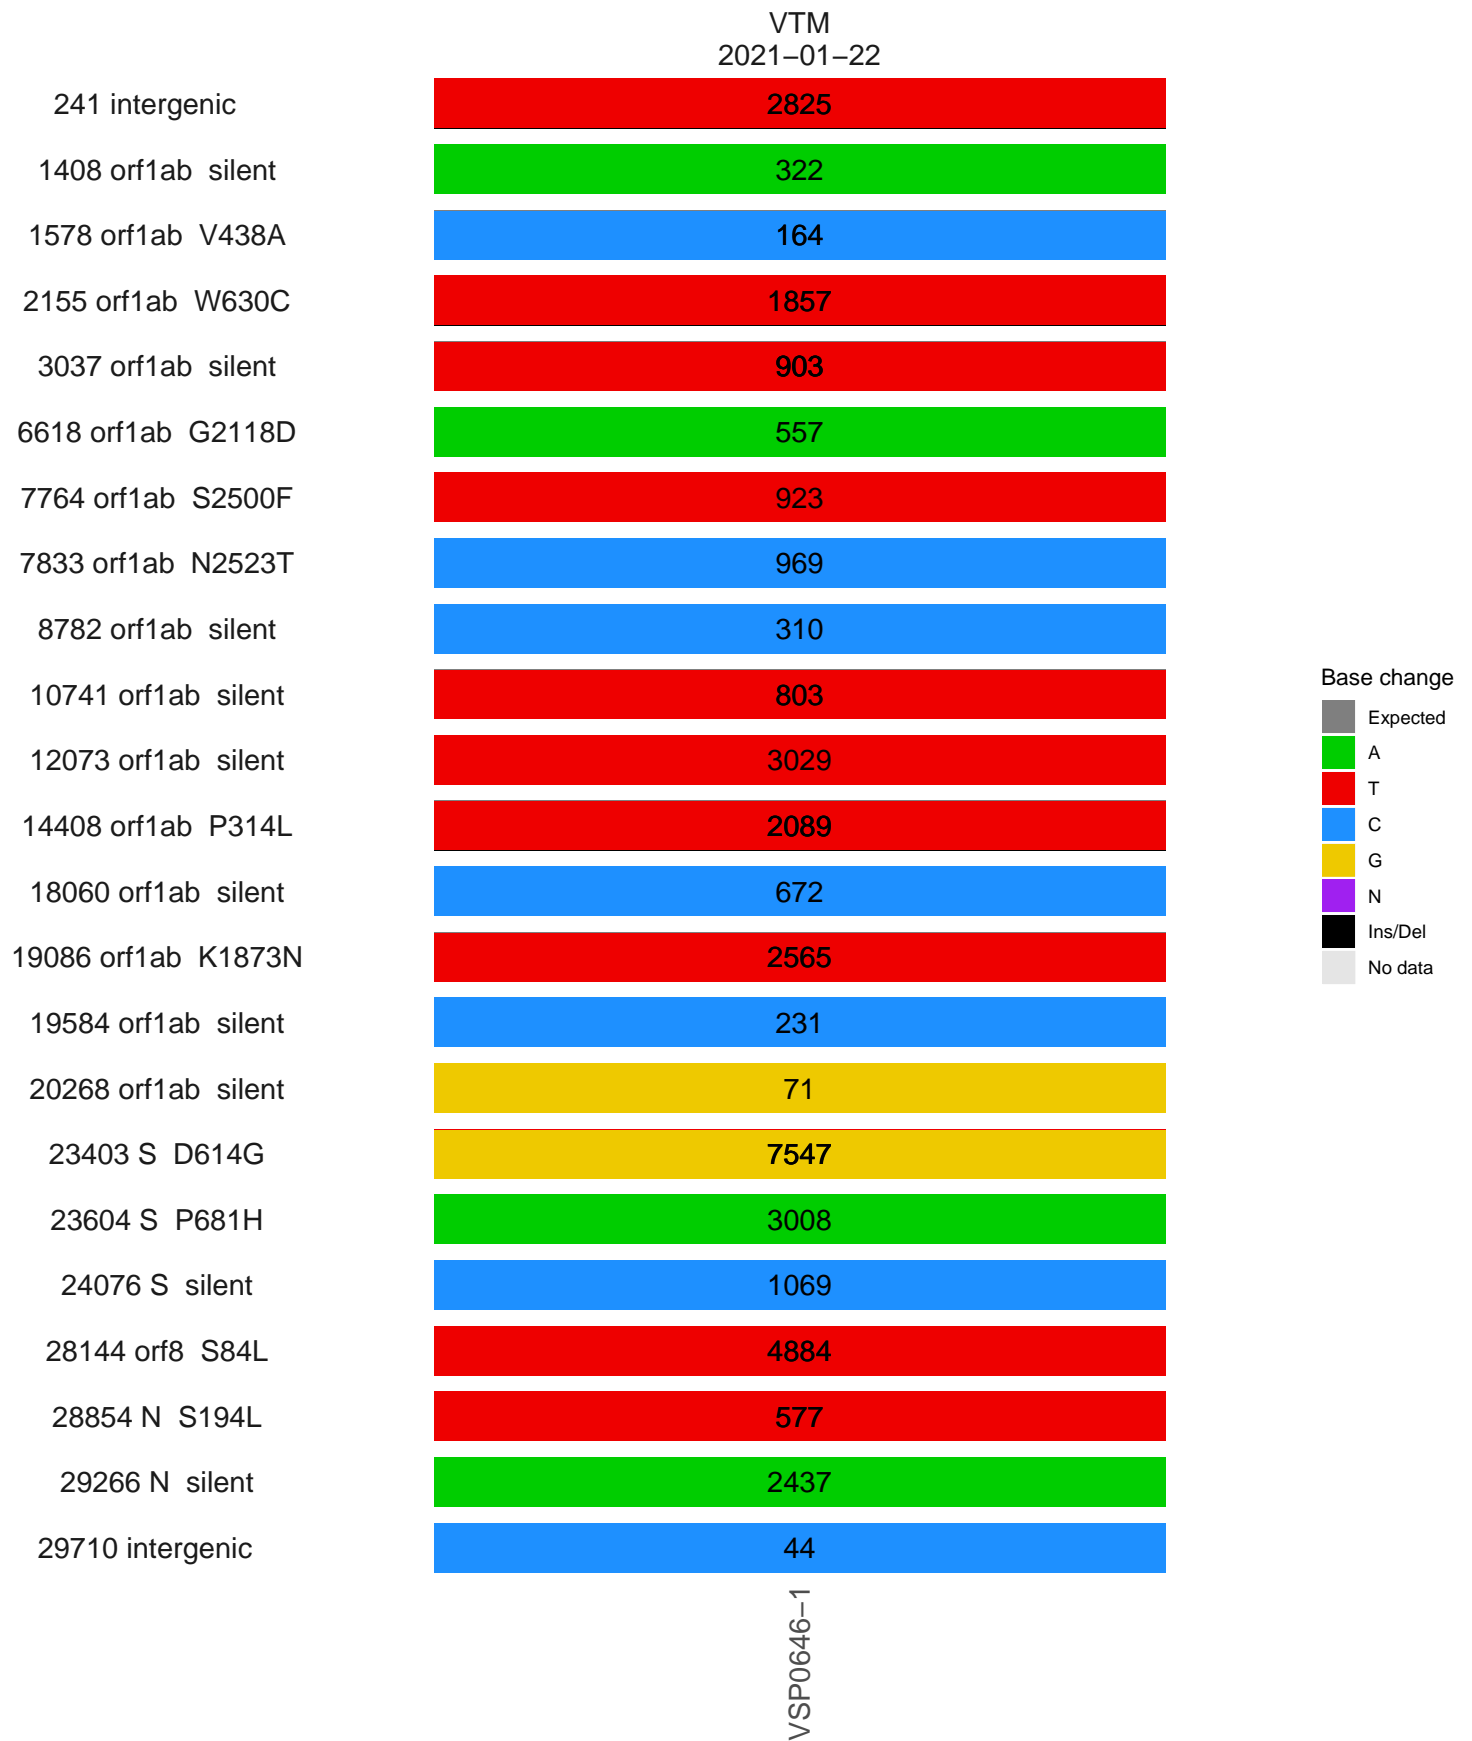 VTM
2021−01−22
241 intergenic 2825
1408 orf1ab silent 322
1578 orf1ab V438A 164
2155 orf1ab W630C 1857
3037 orf1ab silent 903
6618 orf1ab G2118D 557
7764 orf1ab S2500F 923
7833 orf1ab N2523T 969
8782 orf1ab silent 310
10741 orf1ab silent 803
12073 orf1ab silent 3029
14408 orf1ab P314L 2089
18060 orf1ab silent 672
19086 orf1ab K1873N 2565
19584 orf1ab silent 231
20268 orf1ab silent 71
23403 S D614G 7547
23604 S P681H 3008
24076 S silent 1069
28144 orf8 S84L 4884
28854 N S194L 577
29266 N silent 2437
29710 intergenic 44
VSP0646−1
Base change
Expected
A
T
C
G
N
Ins/Del
No data